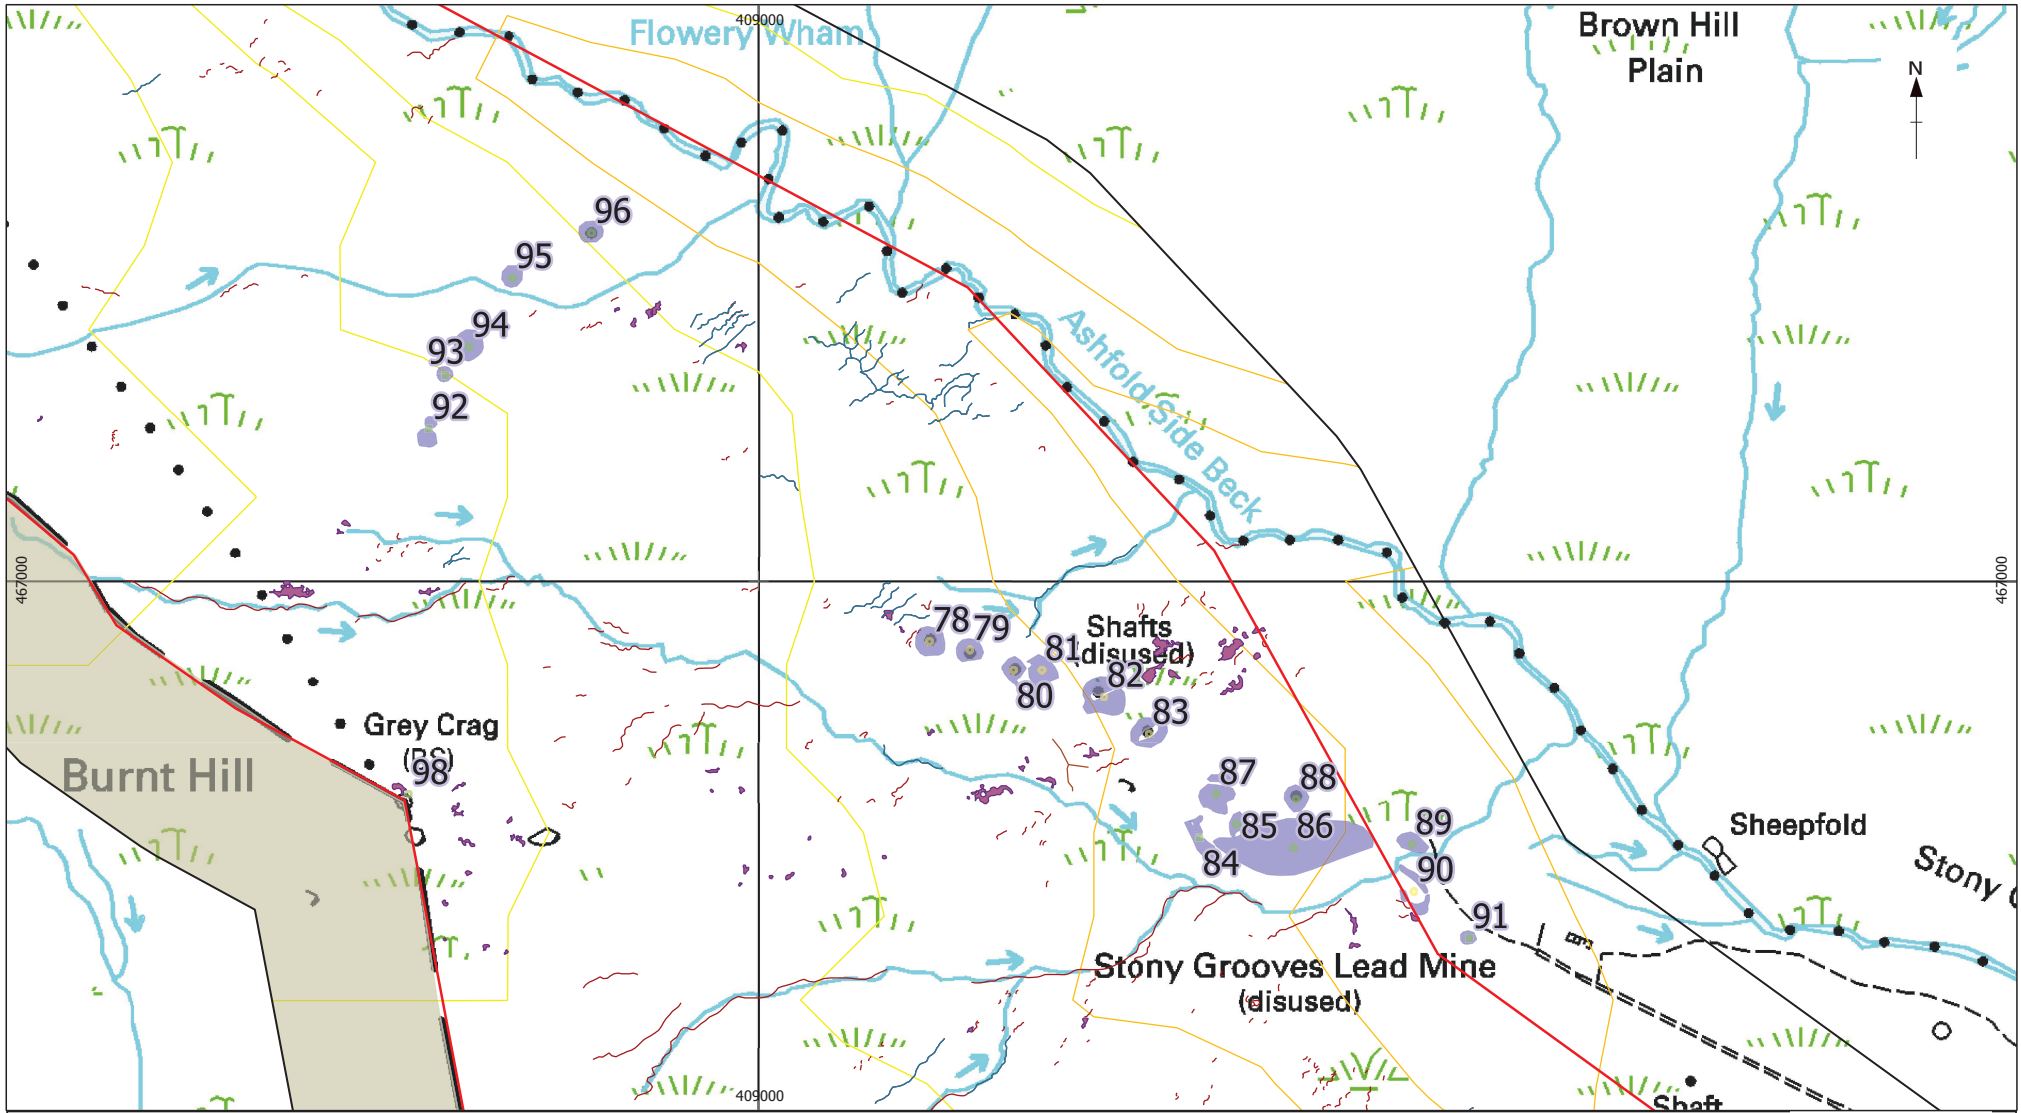 409000
Flowery Wham
Brown Hill
Plain
N
96
95
94
93
92
Ashfold Side Beck
467000
467000
78
79
80
81
Shafts
(disused)
82
83
Grey Crag
98
Burnt Hill
87
88
85
86
84
89
90
91
Sheepfold
Stony
Stony Grooves Lead Mine
(disused)
409000
Shaft